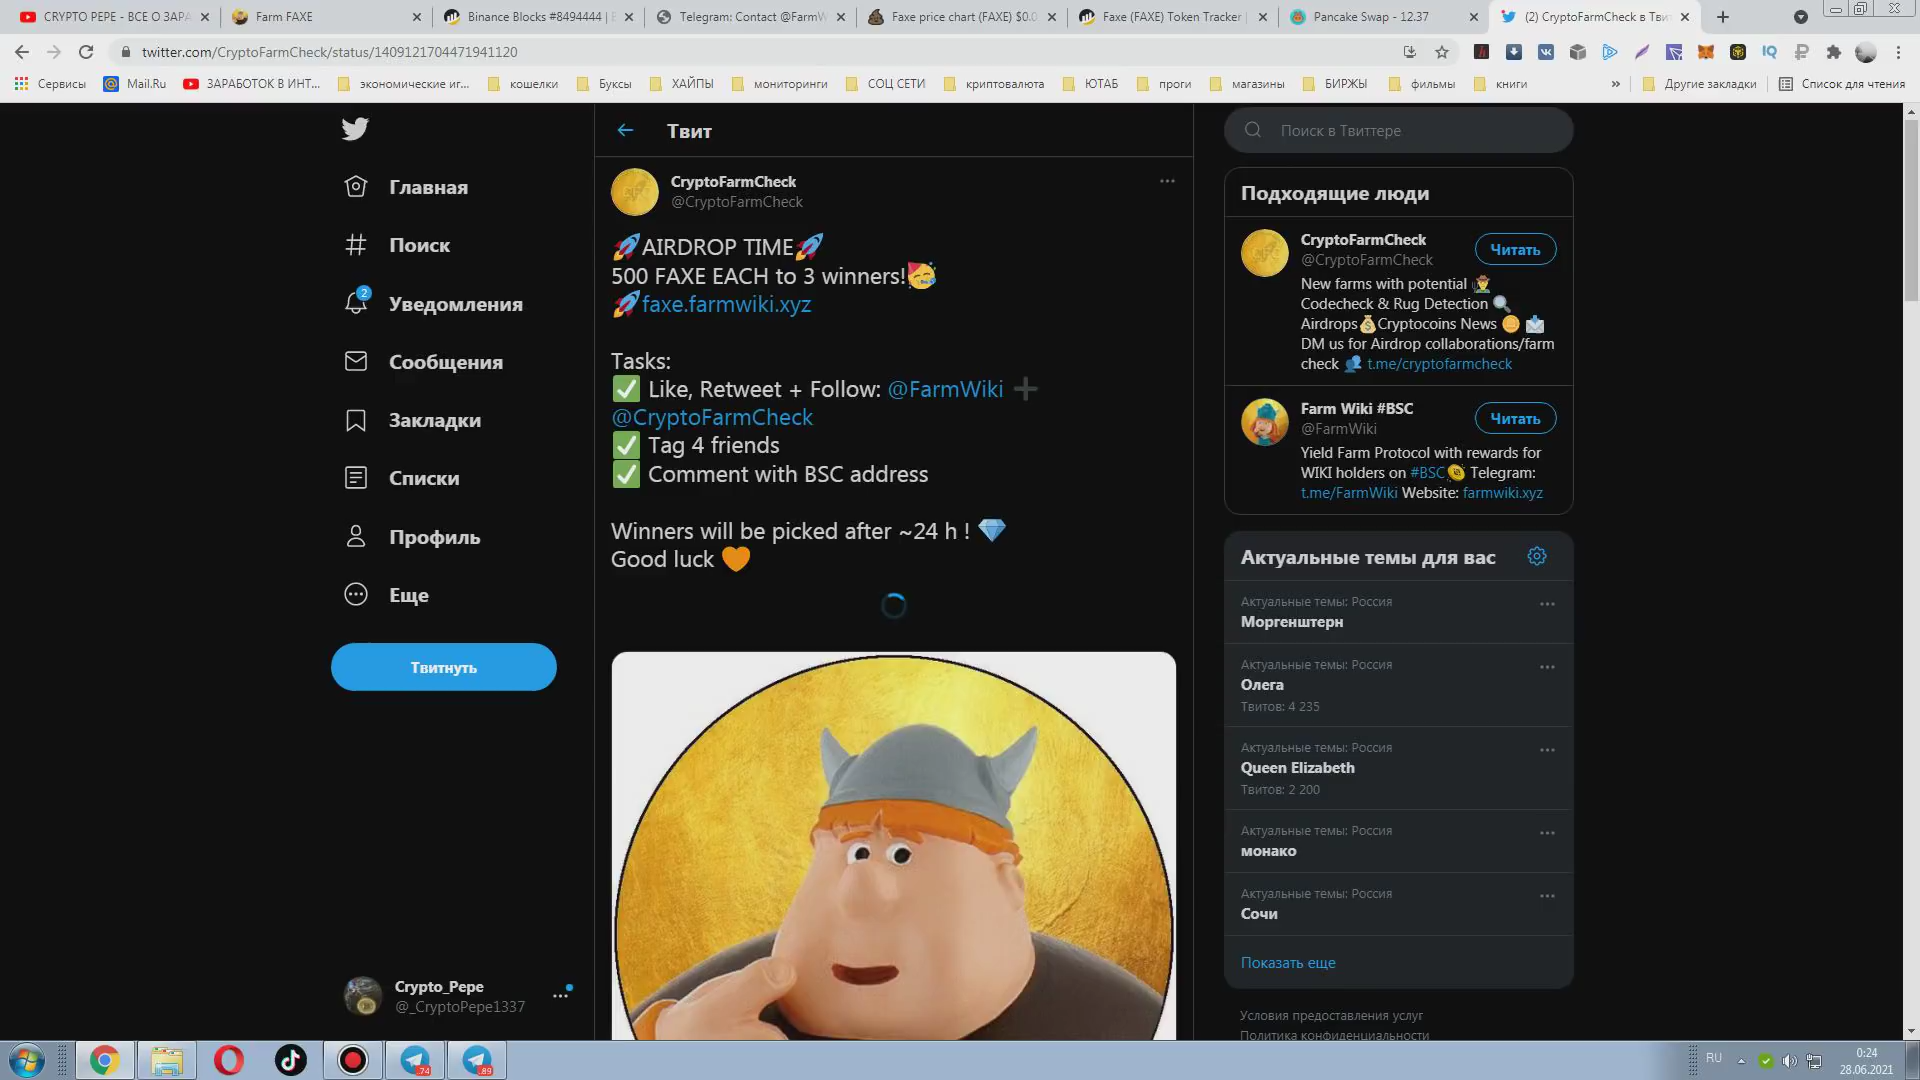 CRYPTO PEPE - ВСЕ О ЗАРА
Farm FAXE
Binance Blocks #8494444 | B
Telegram: Contact @FarmW
Faxe price chart (FAXE) $0.0
Faxe (FAXE) Token Tracker |
Pancake Swap - 12.37
(2) CryptoFarmCheck в Тви
twitter.com/CryptoFarmCheck/status/1409121704471941120
Сервисы
Mail.Ru
ЗАРАБОТОК В ИНТ...
экономические иг...
кошелки
Буксы
ХАЙПЫ
мониторинги
СОЦ СЕТИ
криптовалюта
ЮТАБ
проги
магазины
БИРЖЫ
фильмы
книги
»
Другие закладки
Список для чтения
Главная
Поиск
2
Уведомления
Сообщения
Закладки
Списки
Профиль
Еще
Твитнуть
Crypto_Pepe
@_CryptoPepe1337
Твит
CryptoFarmCheck
@CryptoFarmCheck
🚀AIRDROP TIME🚀
500 FAXE EACH to 3 winners!🥳
🚀faxe.farmwiki.xyz
Tasks:
✅ Like, Retweet + Follow: @FarmWiki ➕
@CryptoFarmCheck
✅ Tag 4 friends
✅ Comment with BSC address
Winners will be picked after ~24 h ! 💎
Good luck 🧡
Поиск в Твиттере
Подходящие люди
CryptoFarmCheck
@CryptoFarmCheck
Читать
New farms with potential
Codecheck & Rug Detection 🔍
Airdrops💰Cryptocoins News 🪙 📩
DM us for Airdrop collaborations/farm
check 👥 t.me/cryptofarmcheck
Farm Wiki #BSC
@FarmWiki
Читать
Yield Farm Protocol with rewards for
WIKI holders on #BSC Telegram:
t.me/FarmWiki Website: farmwiki.xyz
Актуальные темы для вас
Актуальные темы: Россия
Моргенштерн
Актуальные темы: Россия
Олега
Твитов: 4 235
Актуальные темы: Россия
Queen Elizabeth
Твитов: 2 200
Актуальные темы: Россия
монако
Актуальные темы: Россия
Сочи
Показать еще
Условия предоставления услуг
Политика конфиденциальности
74
89
RU
0:24
28.06.2021